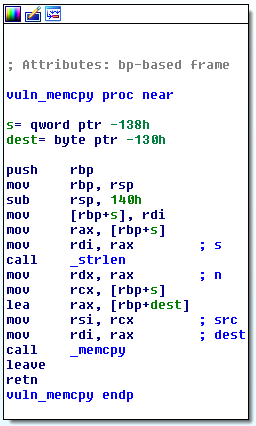 ; Attributes: bp-based frame
vuln_memcpy proc near
s= qword ptr -138h
dest= byte ptr -130h
push rbp
mov rbp, rsp
sub rsp, 140h
mov [rbp+s], rdi
mov rax, [rbp+s]
mov rdi, rax ; s
call _strlen
mov rdx, rax ; n
mov rcx, [rbp+s]
lea rax, [rbp+dest]
mov rsi, rcx ; src
mov rdi, rax ; dest
call _memcpy
leave
retn
vuln_memcpy endp